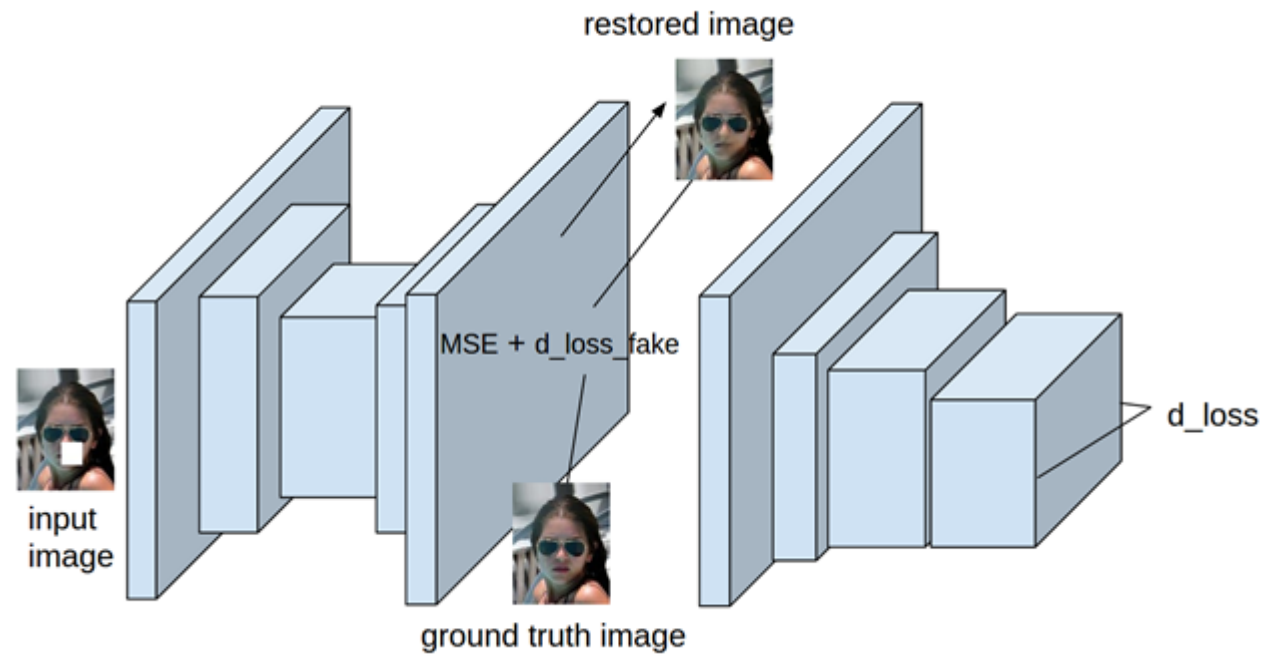 restored image
MSE + d_loss_fake
d_loss
input
image
ground truth image